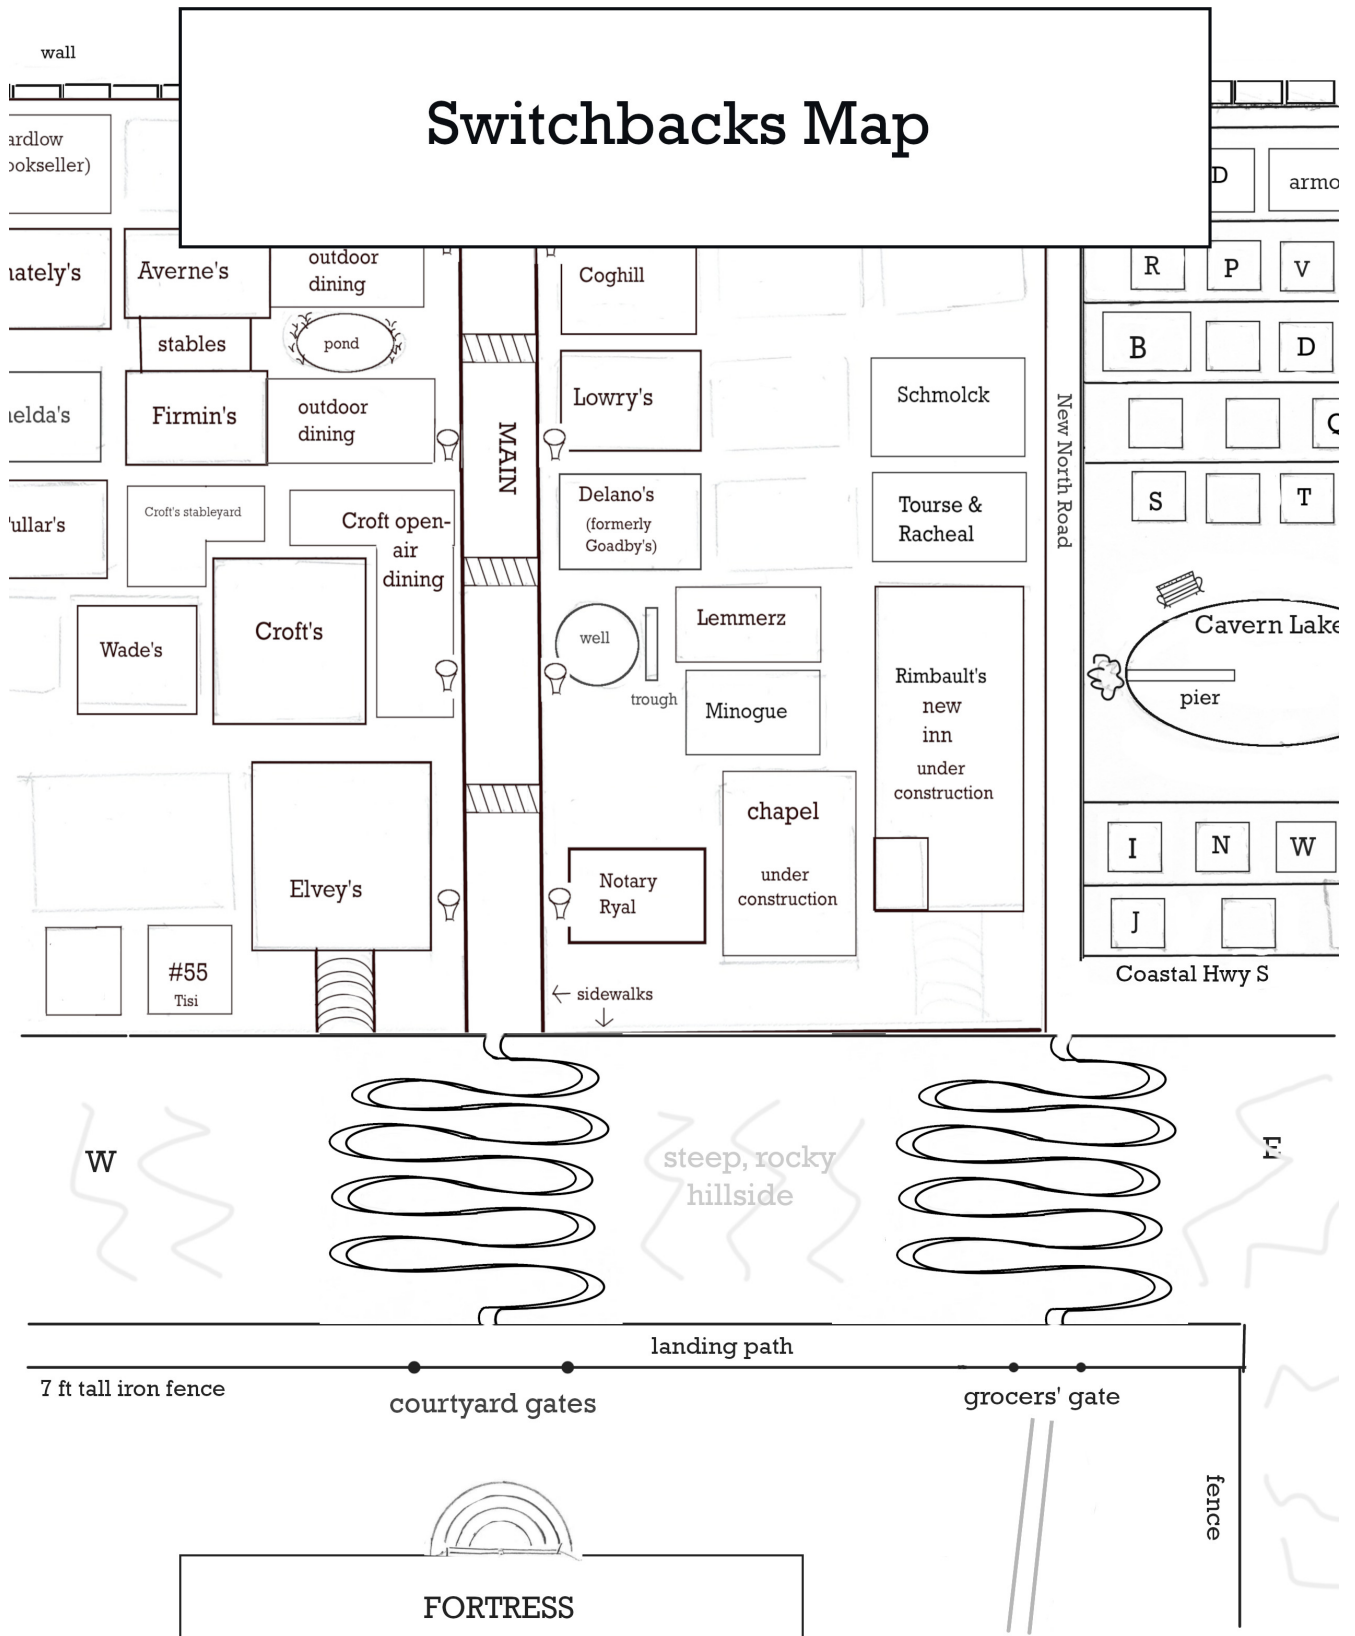 wall
Switchbacks Map
ardlow
ookseller)
D
armo
nately's
Averne's
outdoor
dining
Coghill
R
P
V
stables
pond
B
D
elda's
Firmin's
outdoor
dining
MAIN
Lowry's
Schmolck
New North Road
Q
ullar's
Croft's stableyard
Croft open-
air
dining
Delano's
(formerly
Goadby's)
Tourse &
Racheal
S
T
Wade's
Croft's
well
trough
Lemmerz
Minogue
Rimbault's
new
inn
under
construction
Cavern Lake
pier
Elvey's
Notary
Ryal
chapel
under
construction
I
N
W
J
#55
Tisi
← sidewalks
↓
Coastal Hwy S
W
steep, rocky
hillside
E
landing path
7 ft tall iron fence
courtyard gates
grocers' gate
fence
FORTRESS